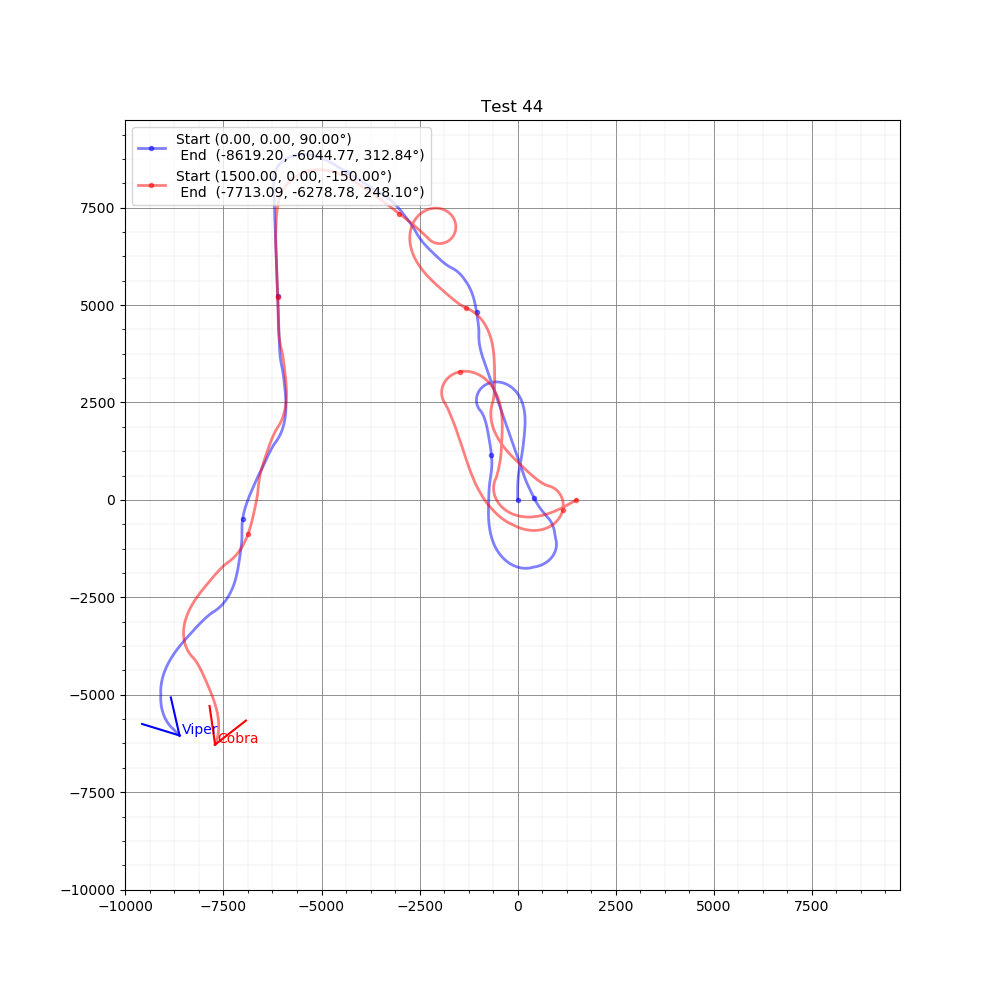 Test 44
Start (0.00, 0.00, 90.00°)
End (-8619.20, -6044.77, 312.84°)
Start (1500.00, 0.00, -150.00°)
End (-7713.09, -6278.78, 248.10°)
7500
5000
2500
0
−2500
−5000
−7500
−10000
Viper
Cobra
−10000 −7500 −5000 −2500 0 2500 5000 7500